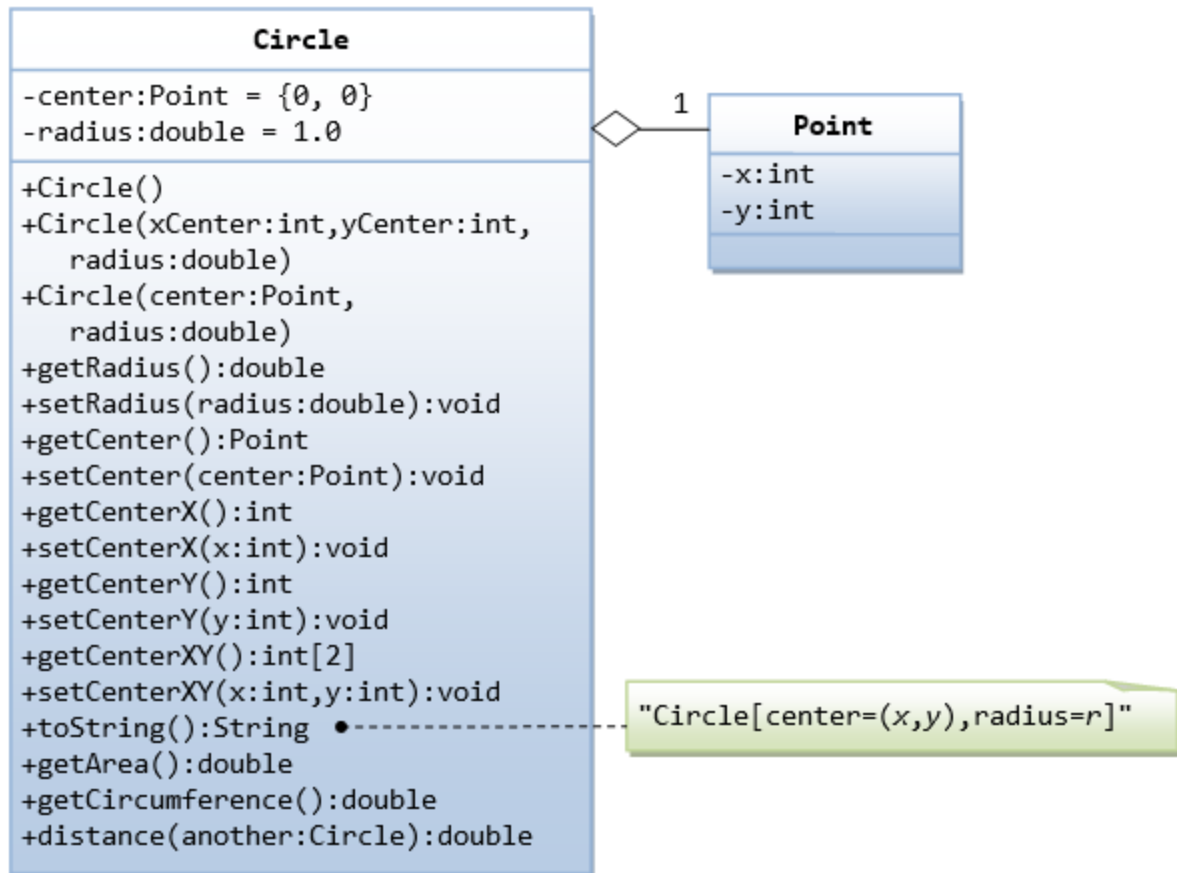 Circle
-center:Point = {0, 0}
-radius:double = 1.0
+Circle()
+Circle(xCenter:int,yCenter:int,
radius:double)
+Circle(center:Point,
radius:double)
+getRadius():double
+setRadius(radius:double):void
+getCenter():Point
+setCenter(center:Point):void
+getCenterX():int
+setCenterX(x:int):void
+getCenterY():int
+setCenterY(y:int):void
+getCenterXY():int[2]
+setCenterXY(x:int,y:int):void
+toString():String
+getArea():double
+getCircumference():double
+distance(another:Circle):double
1
Point
-x:int
-y:int
"Circle[center=(x,y),radius=r]"